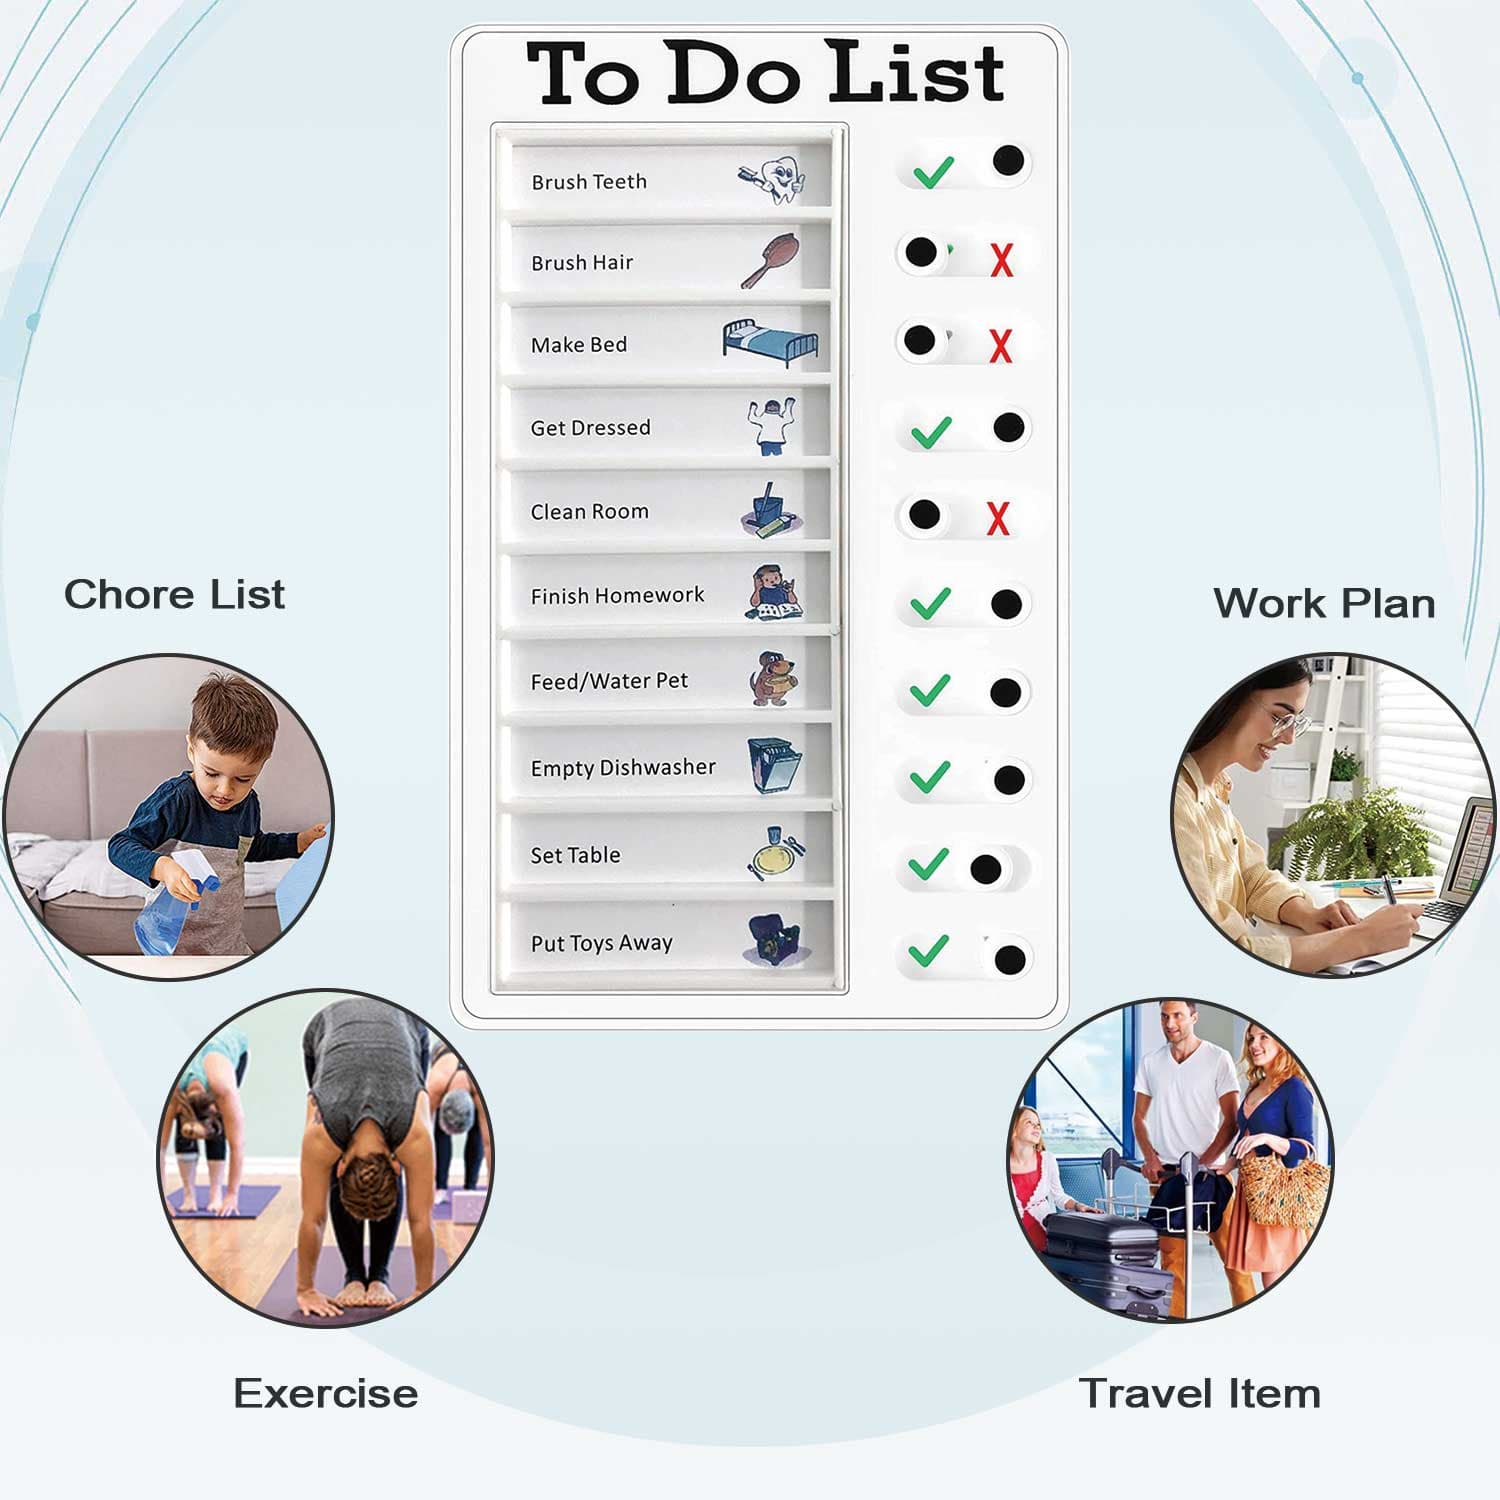 To Do List
Brush Teeth
Brush Hair
X
Make Bed
X
Get Dressed
Clean Room
X
Finish Homework
Feed/Water Pet
Empty Dishwasher
Set Table
Put Toys Away
Chore List
Work Plan
Exercise
Travel Item